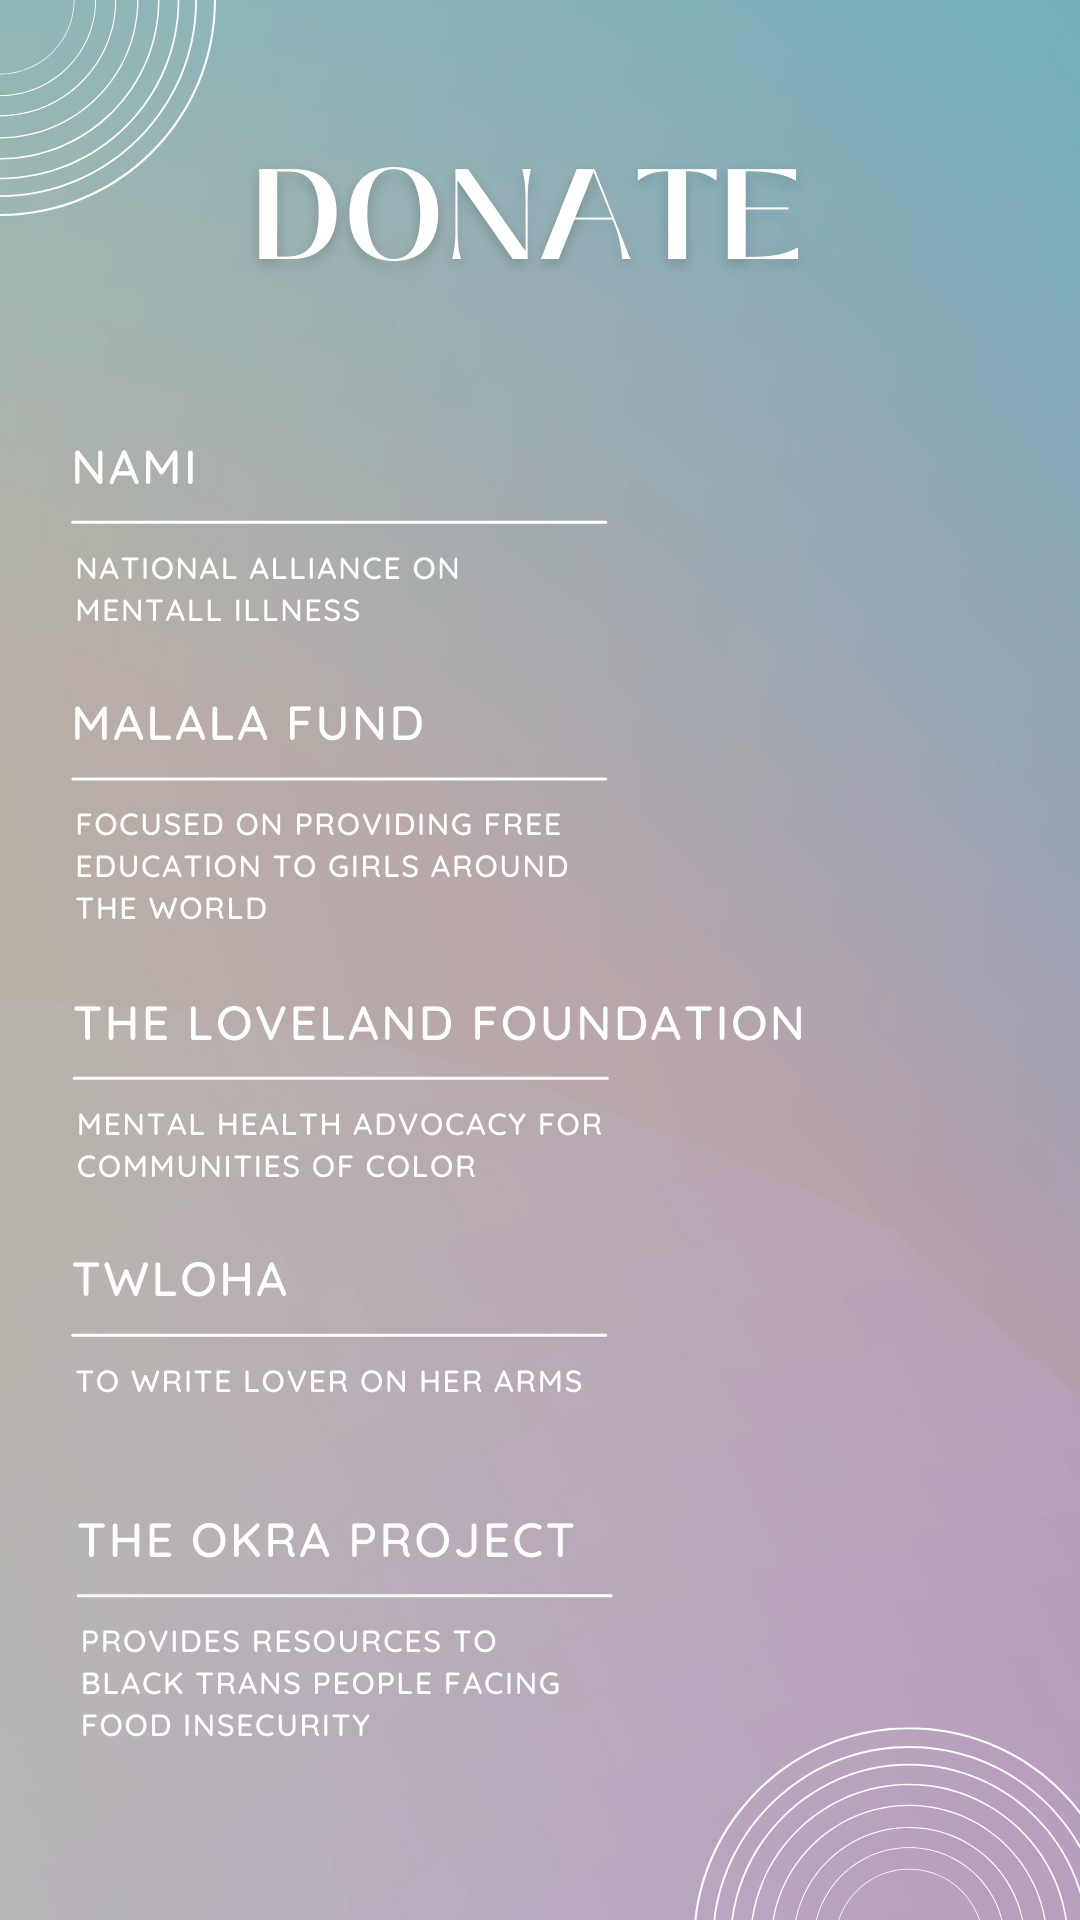 DONATE
NAMI
NATIONAL ALLIANCE ON
MENTALL ILLNESS
MALALA FUND
FOCUSED ON PROVIDING FREE
EDUCATION TO GIRLS AROUND
THE WORLD
THE LOVELAND FOUNDATION
MENTAL HEALTH ADVOCACY FOR
COMMUNITIES OF COLOR
TWLOHA
TO WRITE LOVER ON HER ARMS
THE OKRA PROJECT
PROVIDES RESOURCES TO
BLACK TRANS PEOPLE FACING
FOOD INSECURITY